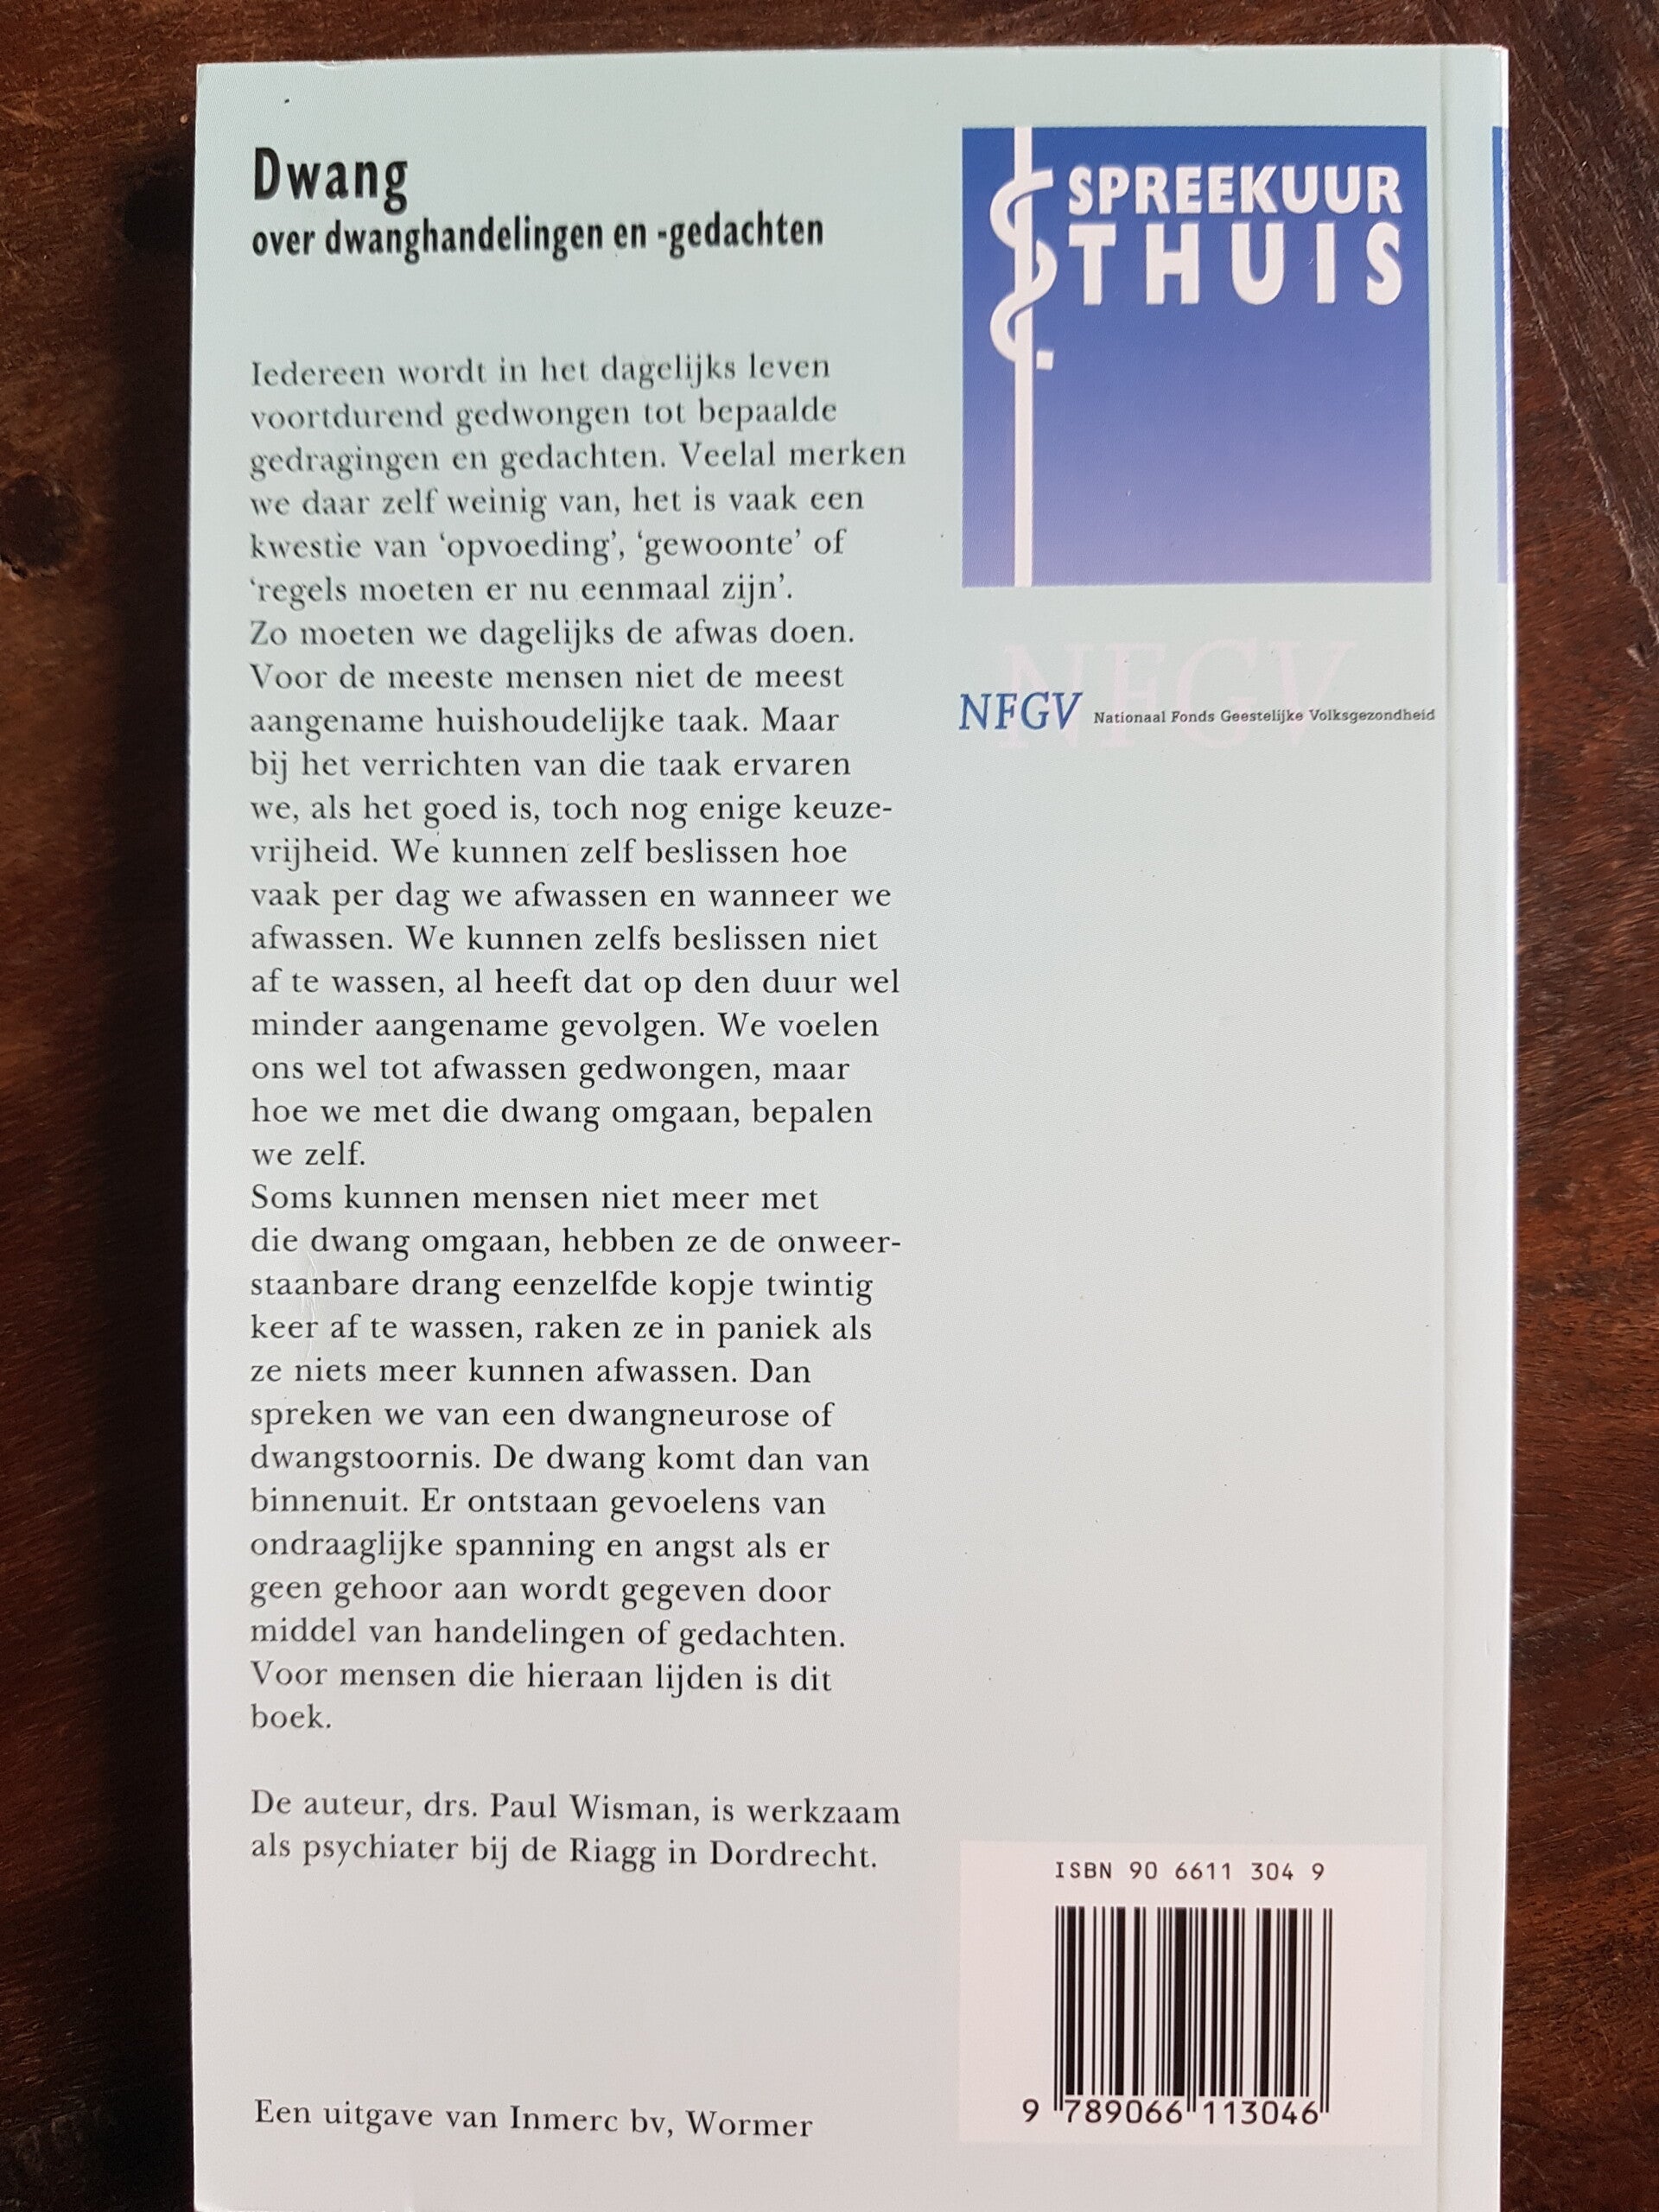 Dwang
over dwanghandelingen en -gedachten
Iedereen wordt in het dagelijks leven
voortdurend gedwongen tot bepaalde
gedragingen en gedachten. Veelal merken
we daar zelf weinig van, het is vaak een
kwestie van ‘opvoeding’, ‘gewoonte’ of
‘regels moeten er nu eenmaal zijn’.
Zo moeten we dagelijks de afwas doen.
Voor de meeste mensen niet de meest
aangename huishoudelijke taak. Maar
bij het verrichten van die taak ervaren
we, als het goed is, toch nog enige keuze-
vrijheid. We kunnen zelf beslissen hoe
vaak per dag we afwassen en wanneer we
afwassen. We kunnen zelfs beslissen niet
af te wassen, al heeft dat op den duur wel
minder aangename gevolgen. We voelen
ons wel tot afwassen gedwongen, maar
hoe we met die dwang omgaan, bepalen
we zelf.
Soms kunnen mensen niet meer met
die dwang omgaan, hebben ze de onweer-
staanbare drang eenzelfde kopje twintig
keer af te wassen, raken ze in paniek als
ze niets meer kunnen afwassen. Dan
spreken we van een dwangneurose of
dwangstoornis. De dwang komt dan van
binnenuit. Er ontstaan gevoelens van
ondraaglijke spanning en angst als er
geen gehoor aan wordt gegeven door
middel van handelingen of gedachten.
Voor mensen die hieraan lijden is dit
boek.
De auteur, drs. Paul Wisman, is werkzaam
als psychiater bij de Riagg in Dordrecht.
Een uitgave van Inmerc bv, Wormer
SPREEKUUR
THUIS
NFGV
NFGV Nationaal Fonds Geestelijke Volksgezondheid
ISBN 90 6611 304 9
9 789066 113046